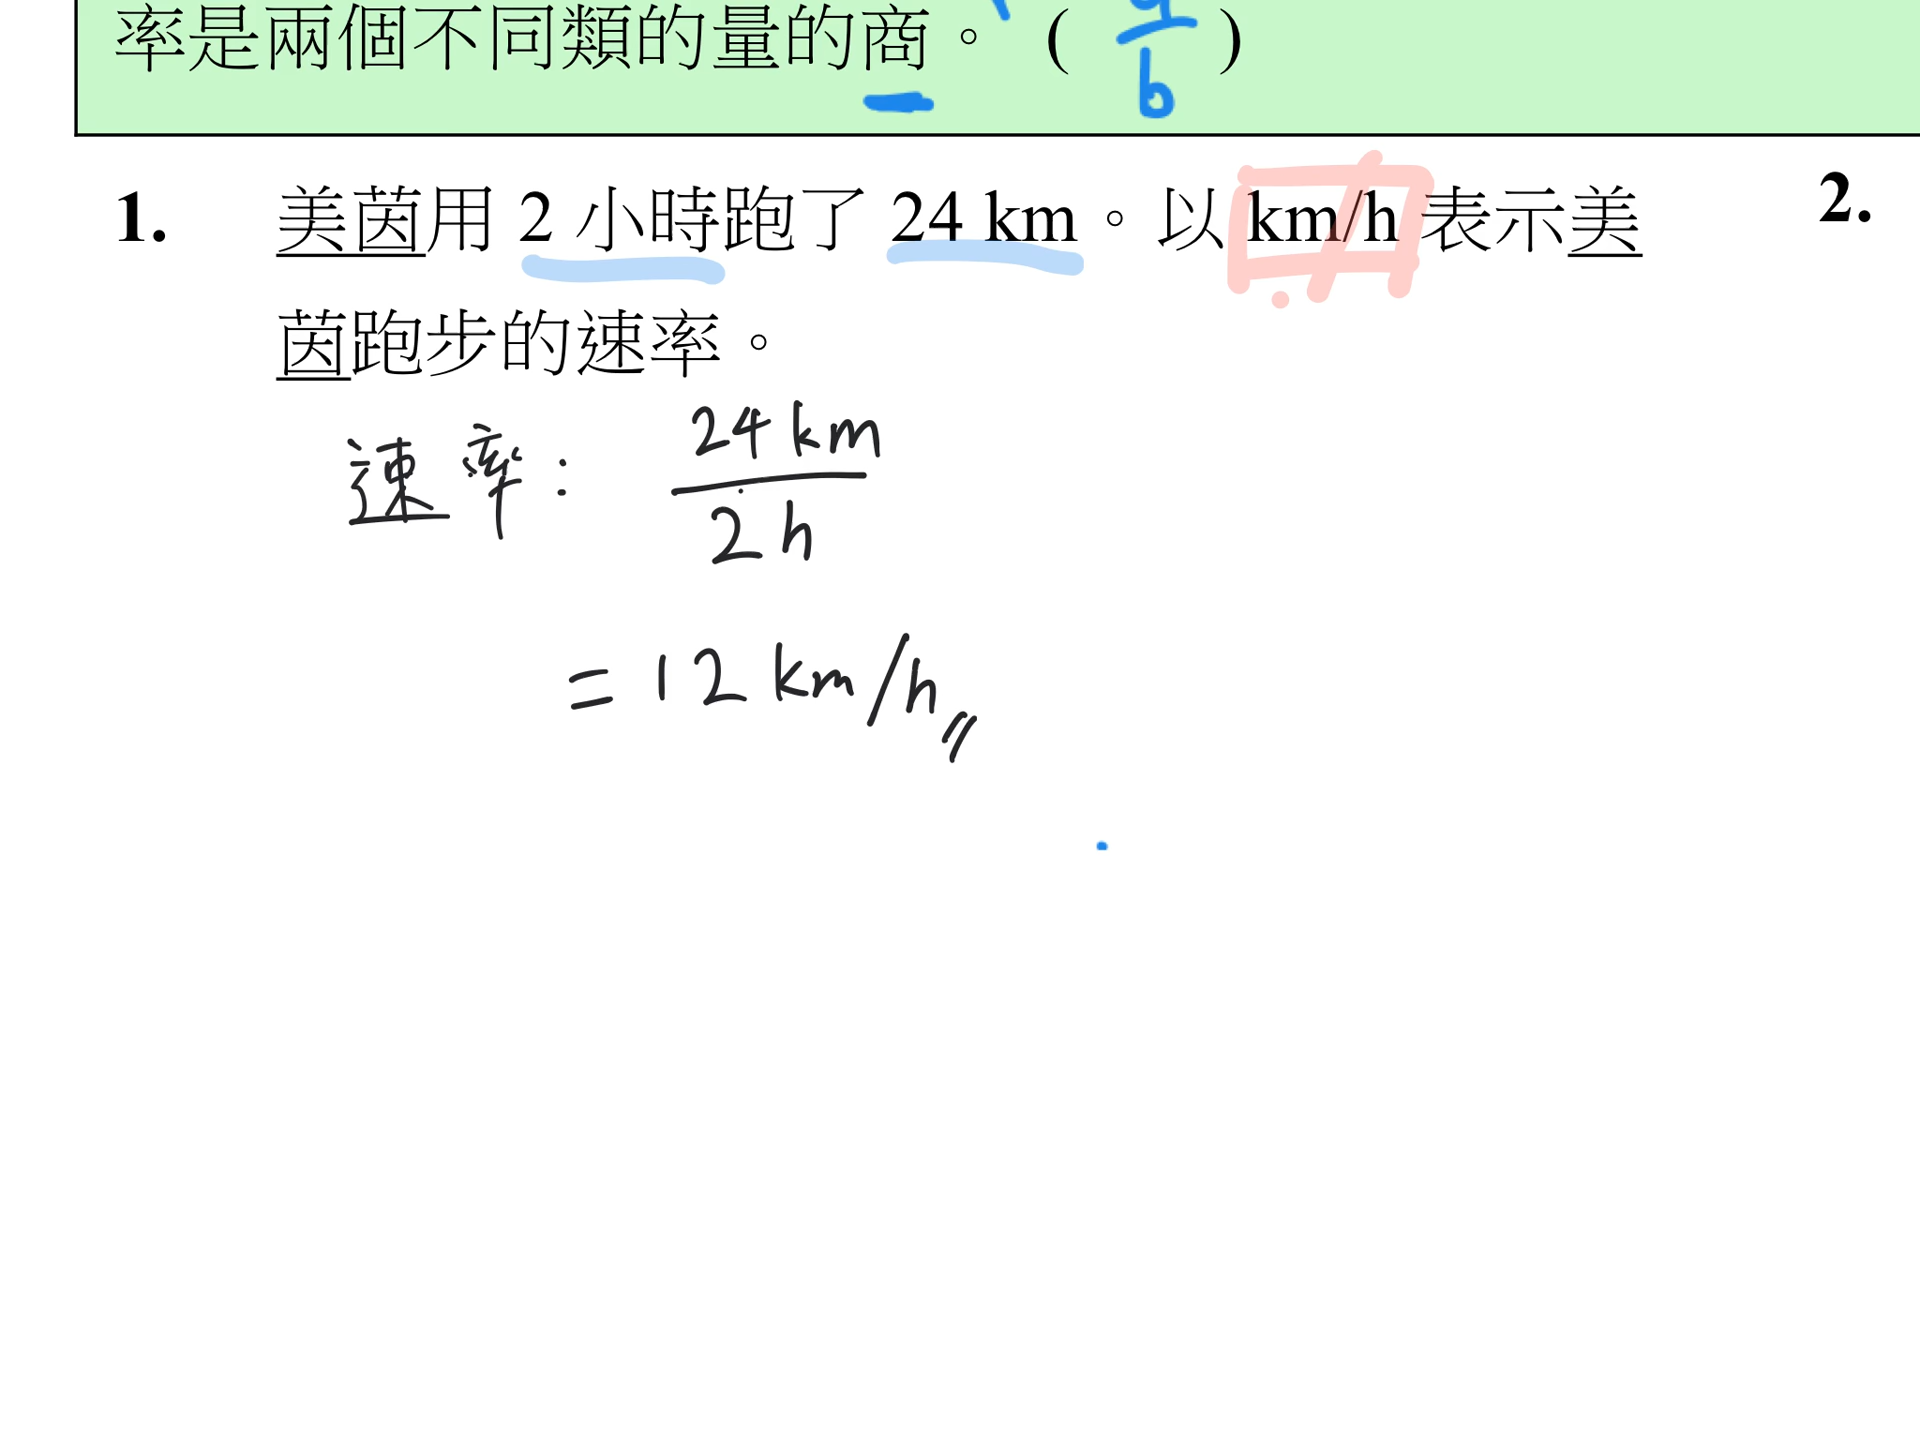 率是兩個不同類的量的商。 ( a/b )
1. 美茵用 2 小時跑了 24 km。以 km/h 表示美
茵跑步的速率。
2.
速率: 24 km
2 h
= 12 km/h